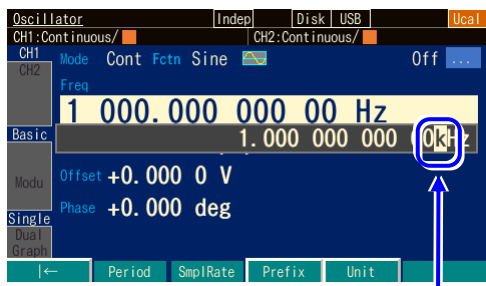 Oscillator Indep Disk USB Ucal
CH1:Continuous/ CH2:Continuous/
CH1 Mode Cont Fctn Sine Off ...
CH2
Freq
1 000.000 000 00 Hz
Basic 1.000 000 000 00kHz
Modu Offset +0.000 0 V
Single Phase +0.000 deg
Dual
Graph
|← Period SmplRate Prefix Unit